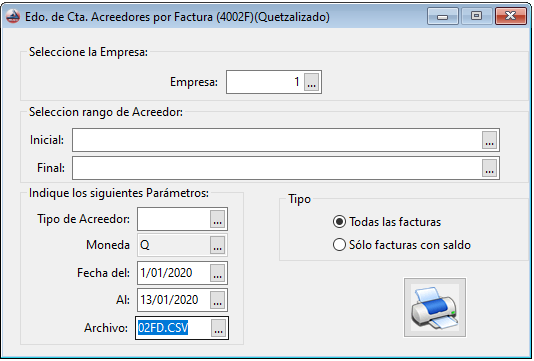 Edo. de Cta. Acreedores por Factura (4002F)(Quetzalizado)
Seleccione la Empresa:
Empresa: 1 ...
Seleccion rango de Acreedor:
Inicial: ...
Final: ...
Indique los siguientes Parámetros:
Tipo de Acreedor: ...
Moneda Q ...
Fecha del: 1/01/2020 ...
Al: 13/01/2020 ...
Archivo: 02FD.CSV ...
Tipo
Todas las facturas
Sólo facturas con saldo